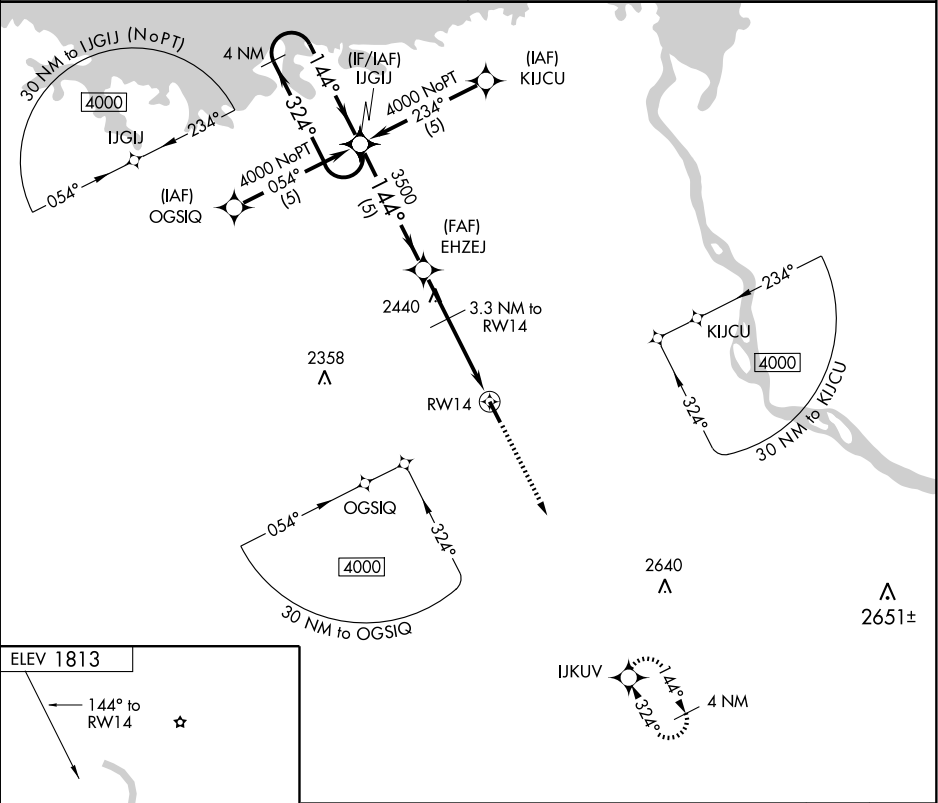 30 NM to IJGIJ (NoPT)
4000
IJGIJ
234°
054°
4 NM
144°
324°
(IF/IAF)
IJGIJ
(IAF)
KIJCU
4000 NoPT
234°
(5)
4000 NoPT
054°
(5)
(IAF)
OGSIQ
3500
144°
(5)
(FAF)
EHZEJ
2440
3.3 NM to
RW14
2358
RW14
234°
KIJCU
4000
324°
30 NM to KIJCU
054°
OGSIQ
324°
4000
30 NM to OGSIQ
2640
2651±
IJKUV
144°
324°
4 NM
ELEV 1813
144° to
RW14